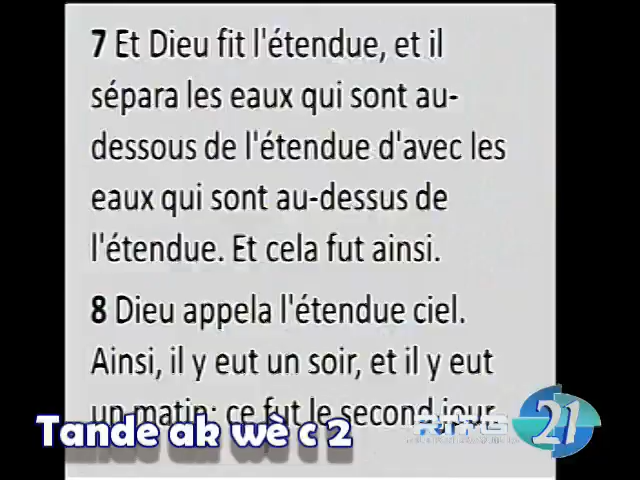 7 Et Dieu fit l'étendue, et il
sépara les eaux qui sont au-
dessous de l'étendue d'avec les
eaux qui sont au-dessus de
l'étendue. Et cela fut ainsi.
8 Dieu appela l'étendue ciel.
Ainsi, il y eut un soir, et il y eut
un matin: ce fut le second jour.
Tande ak wè c 2
21